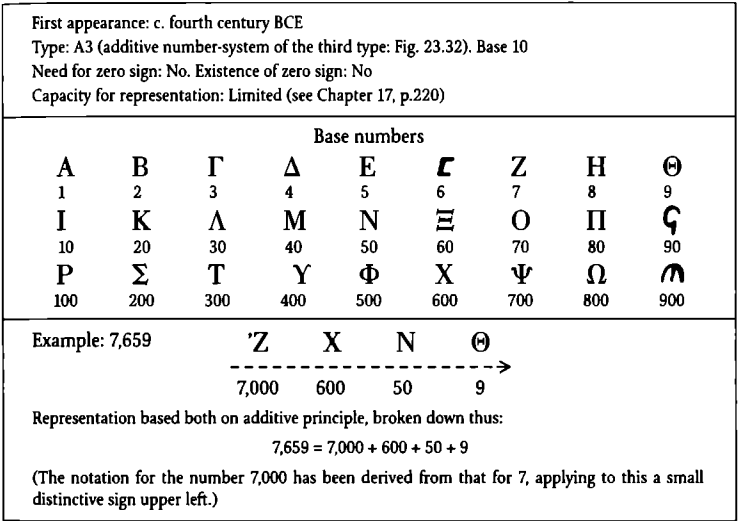 First appearance: c. fourth century BCE
Type: A3 (additive number-system of the third type: Fig. 23.32). Base 10
Need for zero sign: No. Existence of zero sign: No
Capacity for representation: Limited (see Chapter 17, p.220)
Base numbers
Α Β Γ Δ Ε Ϛ Ζ Η Θ
1 2 3 4 5 6 7 8 9
Ι Κ Λ Μ Ν Ξ Ο Π Ϛ
10 20 30 40 50 60 70 80 90
Ρ Σ Τ Υ Φ Χ Ψ Ω ϡ
100 200 300 400 500 600 700 800 900
Example: 7,659 ʹΖ Χ Ν Θ
7,000 600 50 9
Representation based both on additive principle, broken down thus:
7,659 = 7,000 + 600 + 50 + 9
(The notation for the number 7,000 has been derived from that for 7, applying to this a small
distinctive sign upper left.)